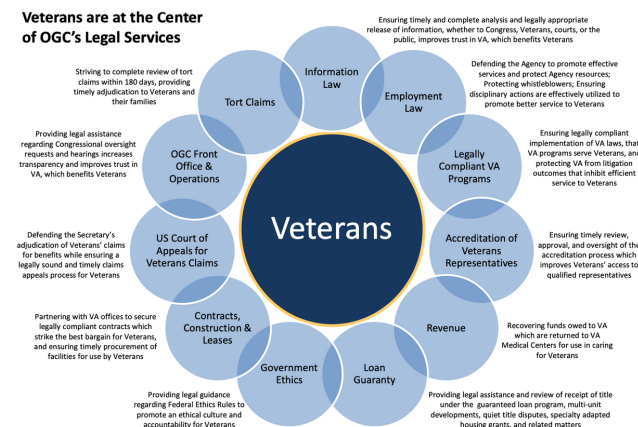 Veterans are at the Center
of OGC's Legal Services
Ensuring timely and complete analysis and legally appropriate
release of information, whether to Congress, Veterans, courts, or the
public, improves trust in VA, which benefits Veterans
Information
Law
Defending the Agency to promote effective
services and protect Agency resources;
Protecting whistleblowers; Ensuring
disciplinary actions are effectively utilized to
promote better service to Veterans
Employment
Law
Ensuring legally compliant
implementation of VA laws, that
VA programs serve Veterans, and
protecting VA from litigation
outcomes that inhibit efficient
service to Veterans
Legally
Compliant VA
Programs
Ensuring timely review,
approval, and oversight of the
accreditation process which
improves Veterans' access to
qualified representatives
Accreditation of
Veterans
Representatives
Recovering funds owed to VA
which are returned to VA
Medical Centers for use in caring
for Veterans
Revenue
Providing legal assistance and review of receipt of title
under the guaranteed loan program, multi-unit
developments, quiet title disputes, specialty adapted
housing grants, and related matters
Loan
Guaranty
Government
Ethics
Providing legal guidance
regarding Federal Ethics Rules to
promote an ethical culture and
accountability for Veterans
Contracts,
Construction &
Leases
Partnering with VA offices to secure
legally compliant contracts which
strike the best bargain for Veterans,
and ensuring timely procurement of
facilities for use by Veterans
US Court of
Appeals for
Veterans Claims
Defending the Secretary's
adjudication of Veterans' claims
for benefits while ensuring a
legally sound and timely claims
appeals process for Veterans
OGC Front
Office &
Operations
Providing legal assistance
regarding Congressional oversight
requests and hearings increases
transparency and improves trust in
VA, which benefits Veterans
Tort Claims
Striving to complete review of tort
claims within 180 days, providing
timely adjudication to Veterans and
their families
Veterans